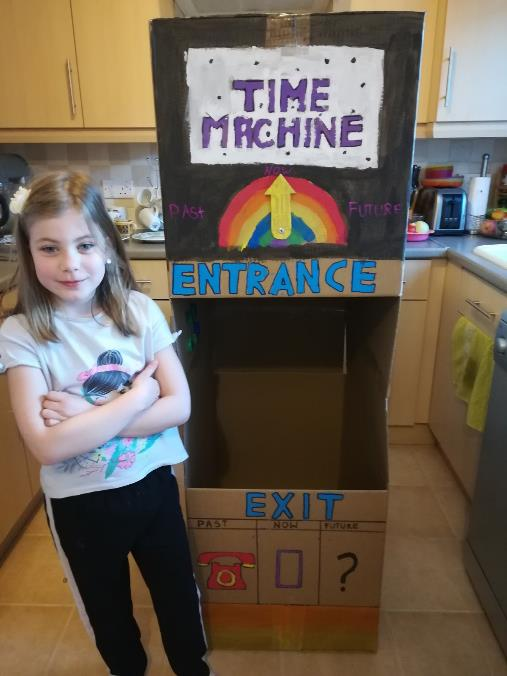 TIME
MACHINE
NOW
PAST FUTURE
ENTRANCE
EXIT
PAST NOW FUTURE
?